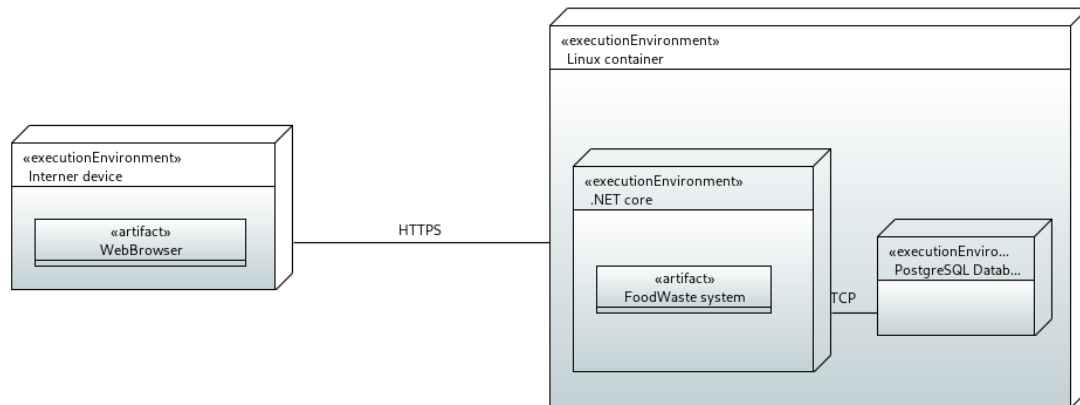 «executionEnvironment»
Linux container
«executionEnvironment»
Interner device
«artifact»
WebBrowser
HTTPS
«executionEnvironment»
.NET core
«artifact»
FoodWaste system
TCP
«executionEnviro...
PostgreSQL Datab...